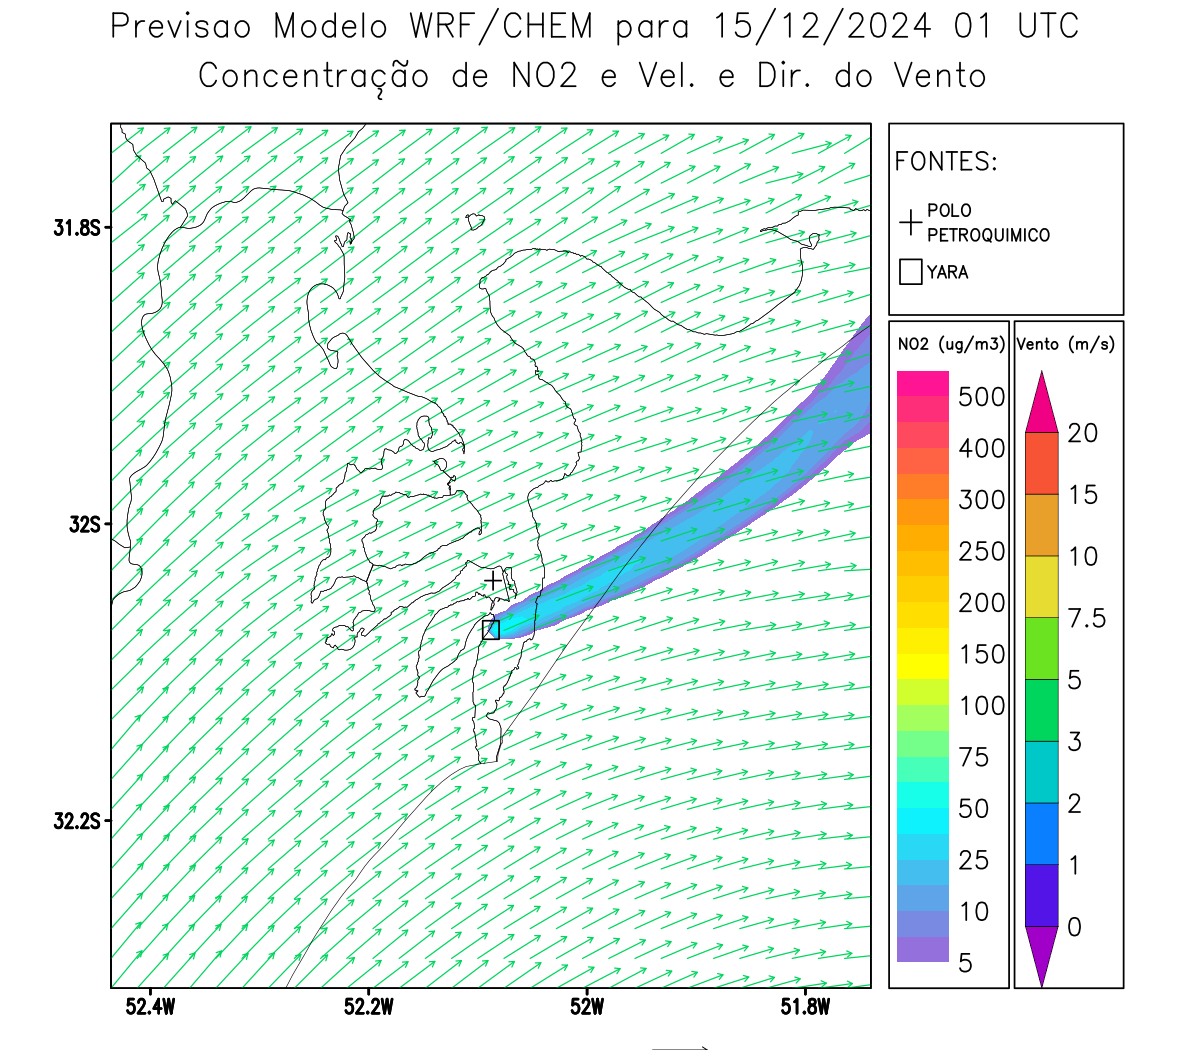 Previsao Modelo WRF/CHEM para 15/12/2024 01 UTC
Concentração de NO2 e Vel. e Dir. do Vento
FONTES:
POLO
PETROQUIMICO
YARA
31.8S
32S
32.2S
52.4W
52.2W
52W
51.8W
NO2 (ug/m3)
500
400
300
250
200
150
100
75
50
25
10
5
Vento (m/s)
20
15
10
7.5
5
3
2
1
0